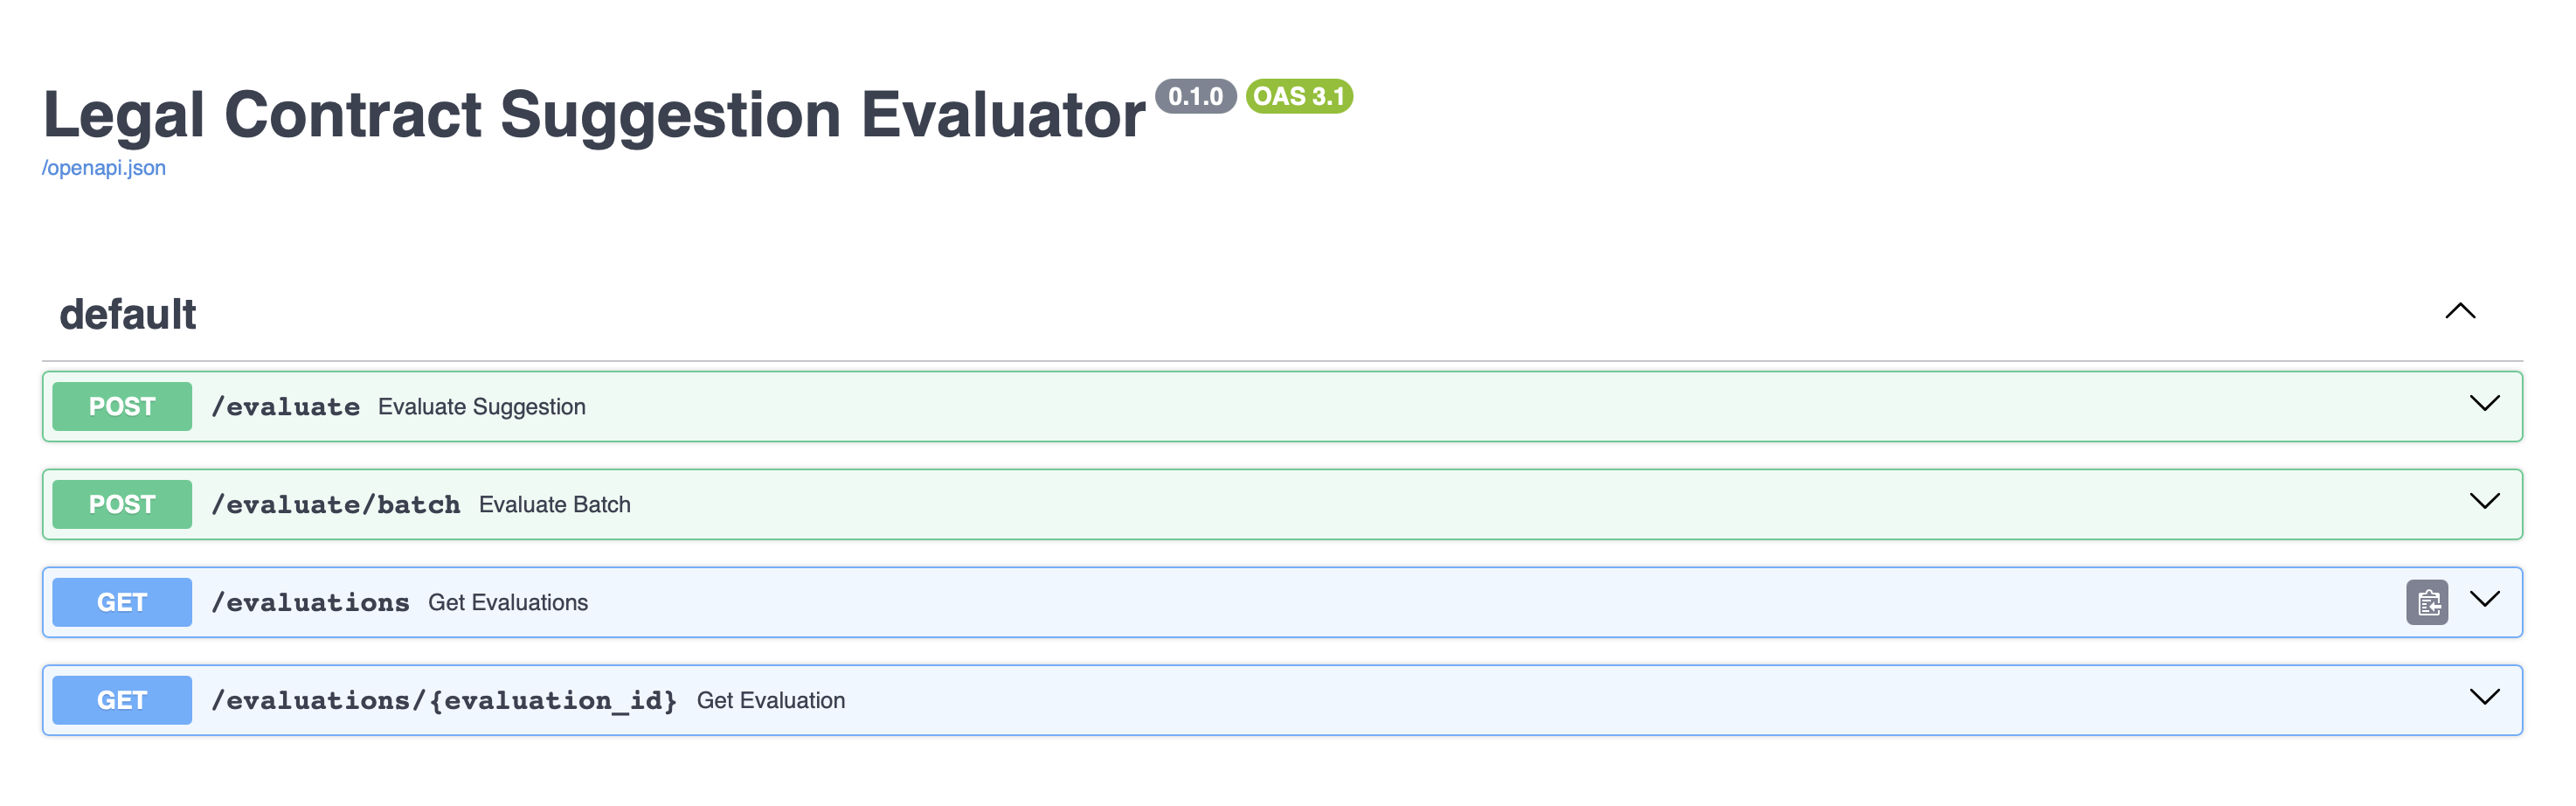 Legal Contract Suggestion Evaluator 0.1.0 OAS 3.1
/openapi.json
default
POST /evaluate Evaluate Suggestion
POST /evaluate/batch Evaluate Batch
GET /evaluations Get Evaluations
GET /evaluations/{evaluation_id} Get Evaluation